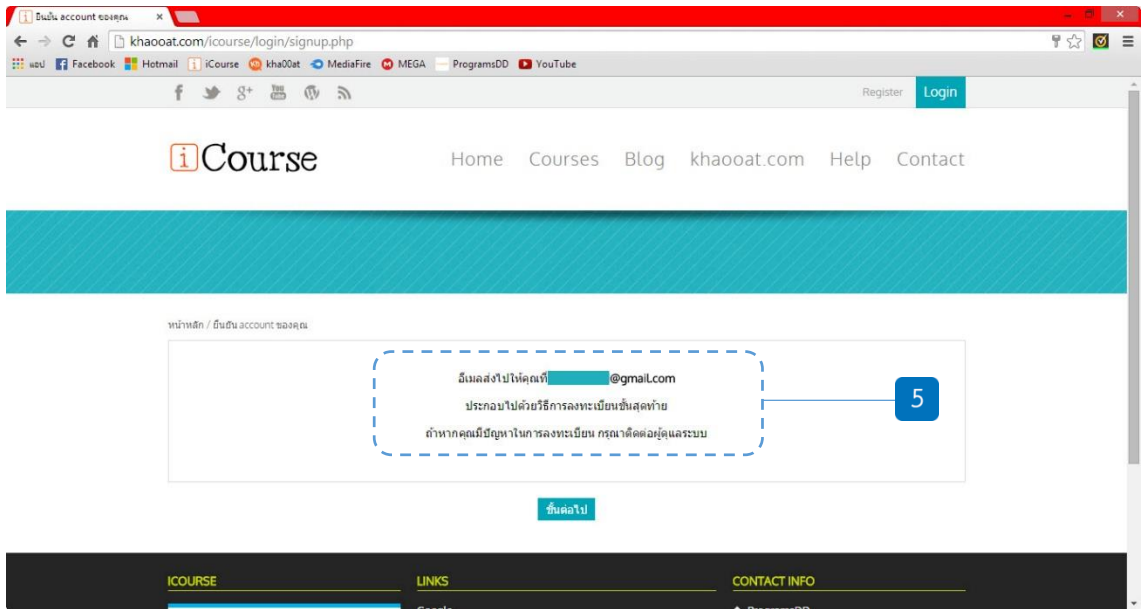 ยืนยัน account ของคุณ
khaooat.com/icourse/login/signup.php
แอป Facebook Hotmail iCourse kha00at MediaFire MEGA ProgramsDD YouTube
Register Login
iCourse
Home Courses Blog khaooat.com Help Contact
หน้าหลัก / ยืนยัน account ของคุณ
อีเมลส่งไปให้คุณที่ @gmail.com
ประกอบไปด้วยวิธีการลงทะเบียนขั้นสุดท้าย
5
ถ้าหากคุณมีปัญหาในการลงทะเบียน กรุณาติดต่อผู้ดูแลระบบ
ขั้นต่อไป
ICOURSE LINKS CONTACT INFO
Google ProgramsDD